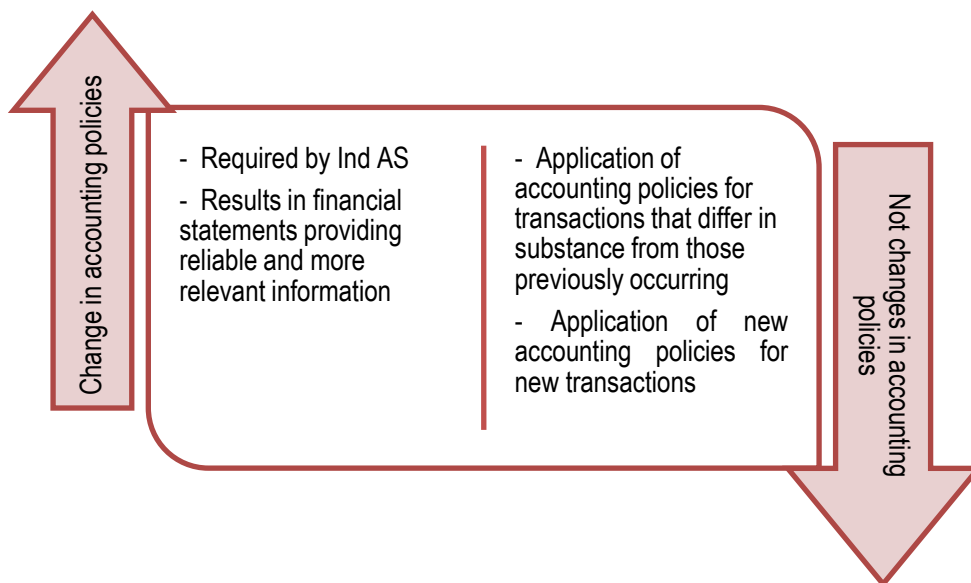 Change in accounting policies
- Required by Ind AS
- Results in financial
statements providing
reliable and more
relevant information
- Application of
accounting policies for
transactions that differ in
substance from those
previously occurring
- Application of new
accounting policies for
new transactions
Not changes in accounting
policies